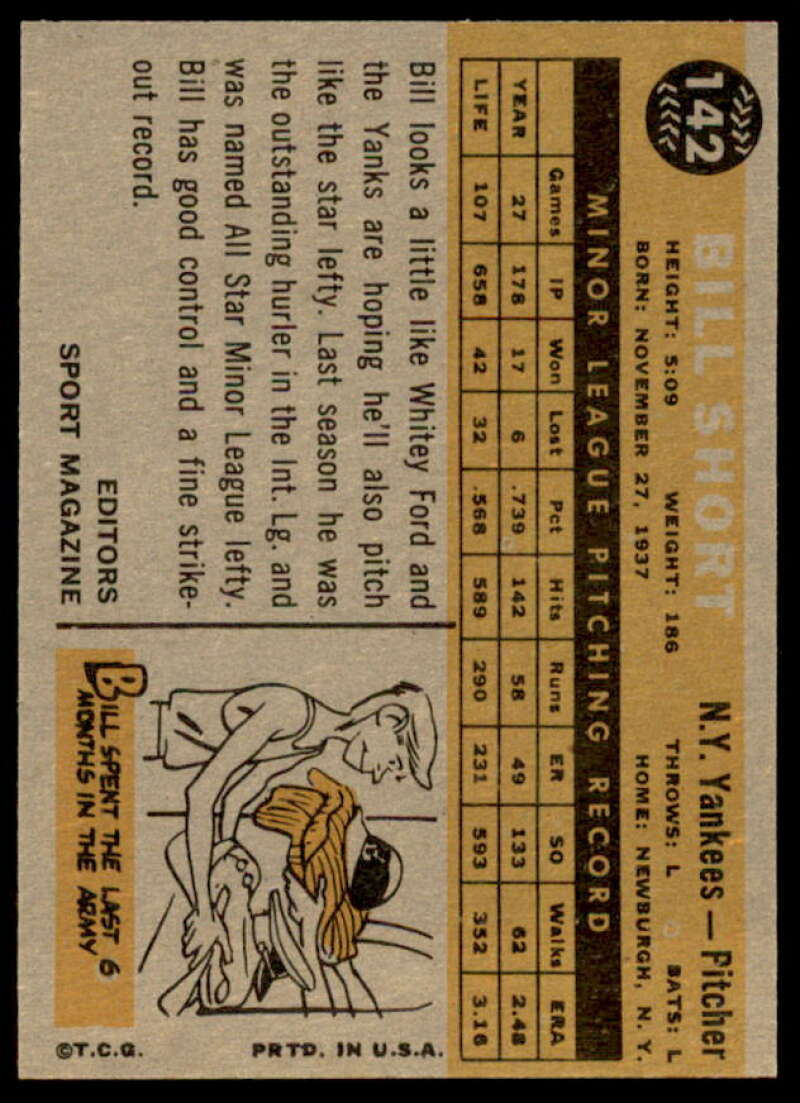 142
BILL SHORT
N.Y. Yankees — Pitcher
HEIGHT: 5:09 WEIGHT: 186 THROWS: L BATS: L
BORN: NOVEMBER 27, 1937 HOME: NEWBURGH, N. Y.
MINOR LEAGUE PITCHING RECORD
Games IP Won Lost Pct Hits Runs ER SO Walks ERA
YEAR 27 178 17 6 .739 142 58 49 133 62 2.48
LIFE 107 658 42 32 .568 589 290 231 593 352 3.16
Bill looks a little like Whitey Ford and
the Yanks are hoping he'll also pitch
like the star lefty. Last season he was
the outstanding hurler in the Int. Lg. and
was named All Star Minor League lefty.
Bill has good control and a fine strike-
out record.
EDITORS
SPORT MAGAZINE
BILL SPENT THE LAST 6
MONTHS IN THE ARMY
©T.C.G. PRTD. IN U.S.A.